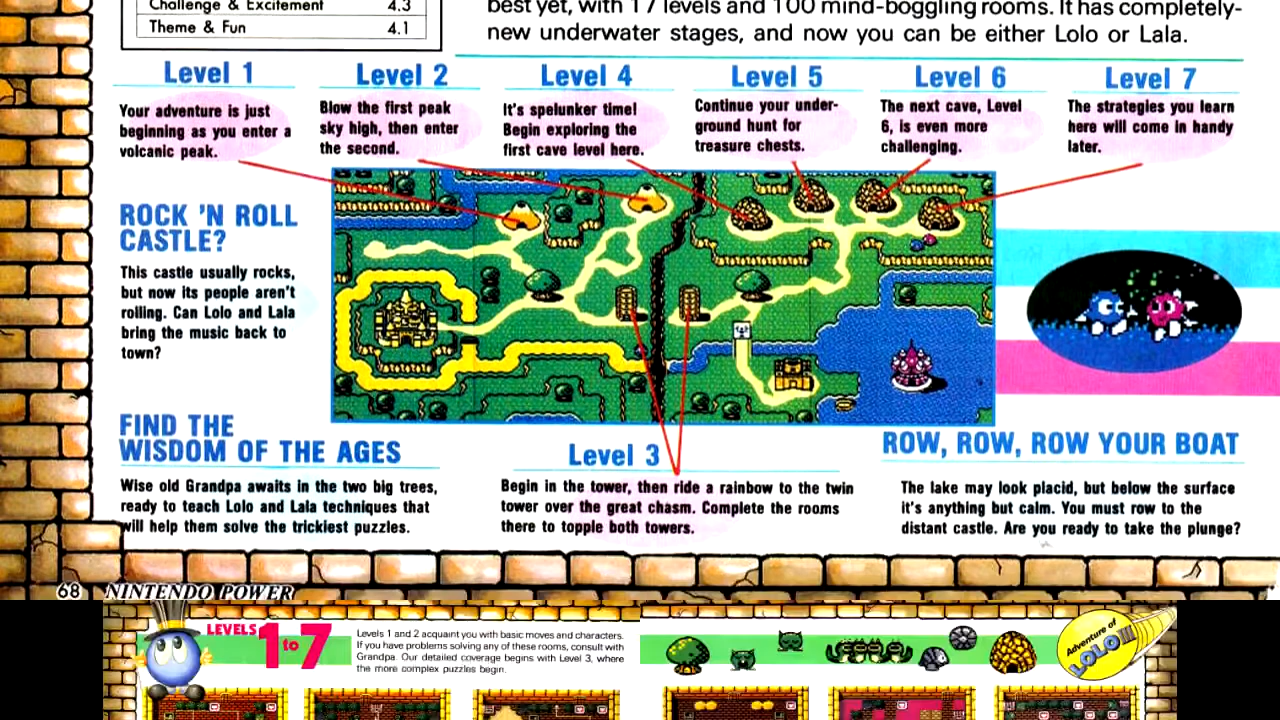 Challenge & Excitement 4.3
Theme & Fun 4.1
best yet, with 17 levels and 100 mind-boggling rooms. It has completely-
new underwater stages, and now you can be either Lolo or Lala.
Level 1
Your adventure is just
beginning as you enter a
volcanic peak.
Level 2
Blow the first peak
sky high, then enter
the second.
Level 4
It's spelunker time!
Begin exploring the
first cave level here.
Level 5
Continue your under-
ground hunt for
treasure chests.
Level 6
The next cave, Level
6, is even more
challenging.
Level 7
The strategies you learn
here will come in handy
later.
ROCK 'N ROLL
CASTLE?
This castle usually rocks,
but now its people aren't
rolling. Can Lolo and Lala
bring the music back to
town?
FIND THE
WISDOM OF THE AGES
Wise old Grandpa awaits in the two big trees,
ready to teach Lolo and Lala techniques that
will help them solve the trickiest puzzles.
Level 3
Begin in the tower, then ride a rainbow to the twin
tower over the great chasm. Complete the rooms
there to topple both towers.
ROW, ROW, ROW YOUR BOAT
The lake may look placid, but below the surface
it's anything but calm. You must row to the
distant castle. Are you ready to take the plunge?
68 NINTENDO POWER
LEVELS
1 to 7
Levels 1 and 2 acquaint you with basic moves and characters.
If you have problems solving any of these rooms, consult with
Grandpa. Our detailed coverage begins with Level 3, where
the more complex puzzles begin.
Adventure of
LOLO III